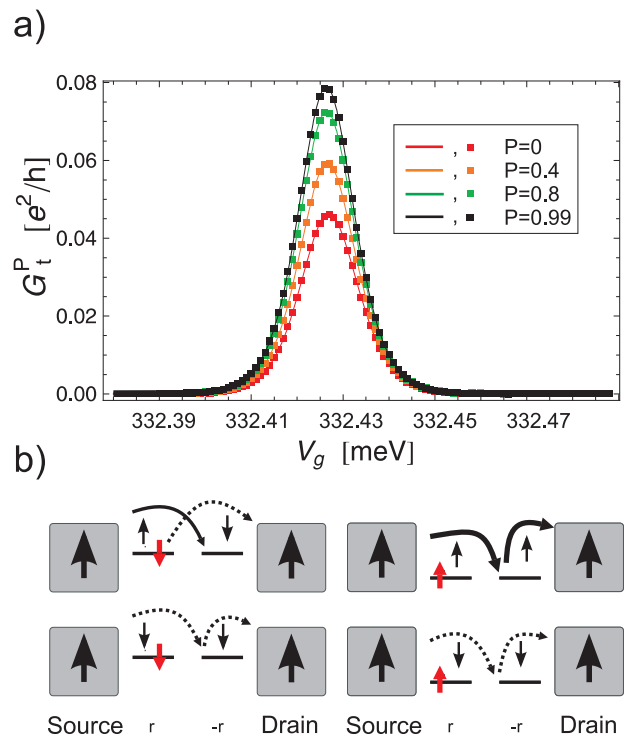 a)
0.08
0.06
0.04
0.02
0.00
G_t^P [e²/h]
P=0
P=0.4
P=0.8
P=0.99
332.39 332.41 332.43 332.45 332.47
V_g [meV]
b)
Source r -r Drain Source r -r Drain